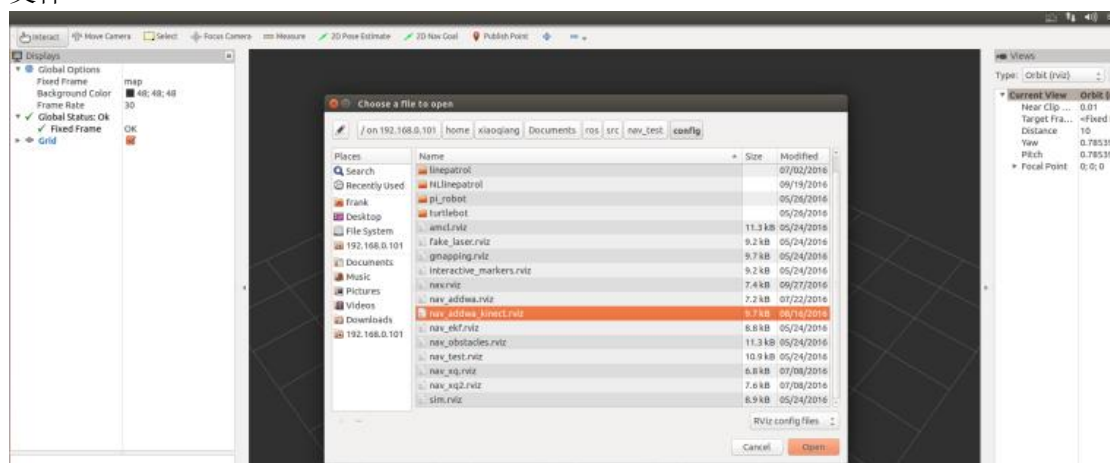 Interact Move Camera Select Focus Camera Measure 2D Pose Estimate 2D Nav Goal Publish Point
Displays
Global Options
Fixed Frame map
Background Color 48; 48; 48
Frame Rate 30
Global Status: Ok
Fixed Frame OK
Grid
Choose a file to open
/ on 192.168.0.101 home xiaoqiang Documents ros src nav_test config
Places
Search
Recently Used
frank
Desktop
File System
192.168.0.101
Documents
Music
Pictures
Videos
Downloads
192.168.0.101
Name Size Modified
linepatrol 07/02/2016
NLlinepatrol 09/19/2016
pi_robot 05/26/2016
turtlebot 05/26/2016
amcl.rviz 11.3 kB 05/24/2016
fake_laser.rviz 9.2 kB 05/24/2016
gmapping.rviz 9.7 kB 05/24/2016
interactive_markers.rviz 9.2 kB 05/24/2016
nav.rviz 7.4 kB 09/27/2016
nav_addwa.rviz 7.2 kB 07/22/2016
nav_addwa_kinect.rviz 9.7 kB 08/16/2016
nav_ekf.rviz 8.8 kB 05/24/2016
nav_obstacles.rviz 11.3 kB 05/24/2016
nav_test.rviz 10.9 kB 05/24/2016
nav_xq.rviz 6.8 kB 07/08/2016
nav_xq2.rviz 7.6 kB 07/08/2016
sim.rviz 8.9 kB 05/24/2016
RViz config files
Cancel Open
Views
Type: Orbit (rviz)
Current View Orbit
Near Clip ... 0.01
Target Fra... <Fixed
Distance 10
Yaw 0.7853
Pitch 0.7853
Focal Point 0; 0; 0